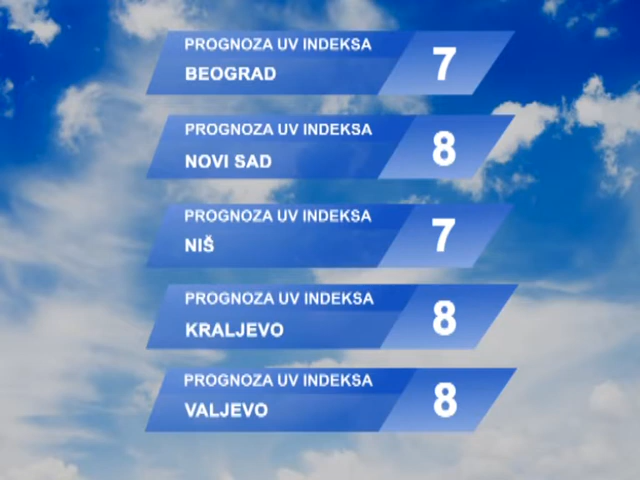 PROGNOZA UV INDEKSA
BEOGRAD
7
PROGNOZA UV INDEKSA
NOVI SAD
8
PROGNOZA UV INDEKSA
NIŠ
7
PROGNOZA UV INDEKSA
KRALJEVO
8
PROGNOZA UV INDEKSA
VALJEVO
8